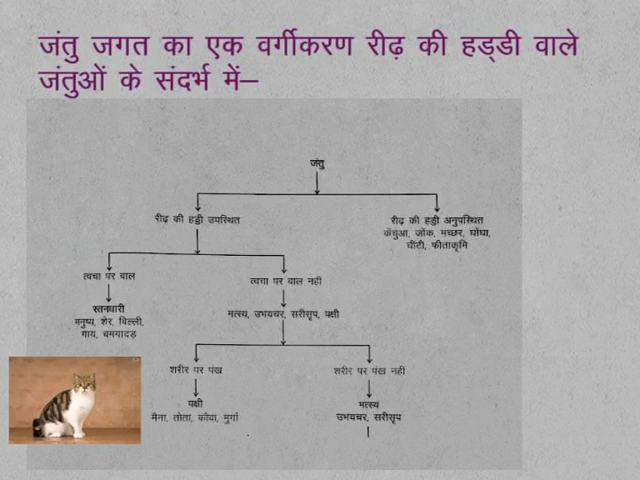 जंतु जगत का एक वर्गीकरण रीढ़ की हड्डी वाले
जंतुओं के संदर्भ में–
जंतु
रीढ़ की हड्डी उपस्थित
रीढ़ की हड्डी अनुपस्थित
केंचुआ, जोंक, मच्छर, घोंघा,
चींटी, फीताकृमि
त्वचा पर बाल
त्वचा पर बाल नहीं
स्तनधारी
मनुष्य, शेर, बिल्ली,
गाय, चमगादड़
मत्स्य, उभयचर, सरीसृप, पक्षी
शरीर पर पंख
शरीर पर पंख नहीं
पक्षी
मैना, तोता, कौवा, मुर्गा
मत्स्य
उभयचर, सरीसृप